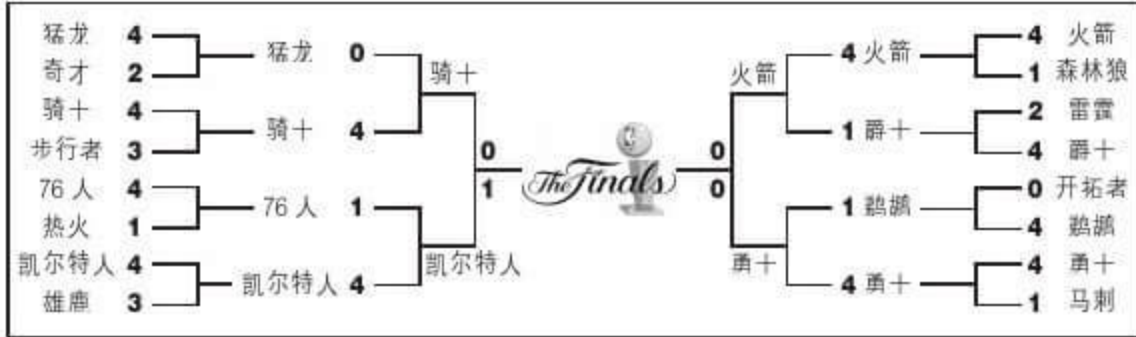 猛龙 4
奇才 2
骑士 4
步行者 3
76人 4
热火 1
凯尔特人 4
雄鹿 3
猛龙 0
骑士 4
76人 1
凯尔特人 4
骑士
0
1
凯尔特人
The Finals
火箭
0
0
勇士
4 火箭
1 爵士
1 鹈鹕
4 勇士
4 火箭
1 森林狼
2 雷霆
4 爵士
0 开拓者
4 鹈鹕
4 勇士
1 马刺